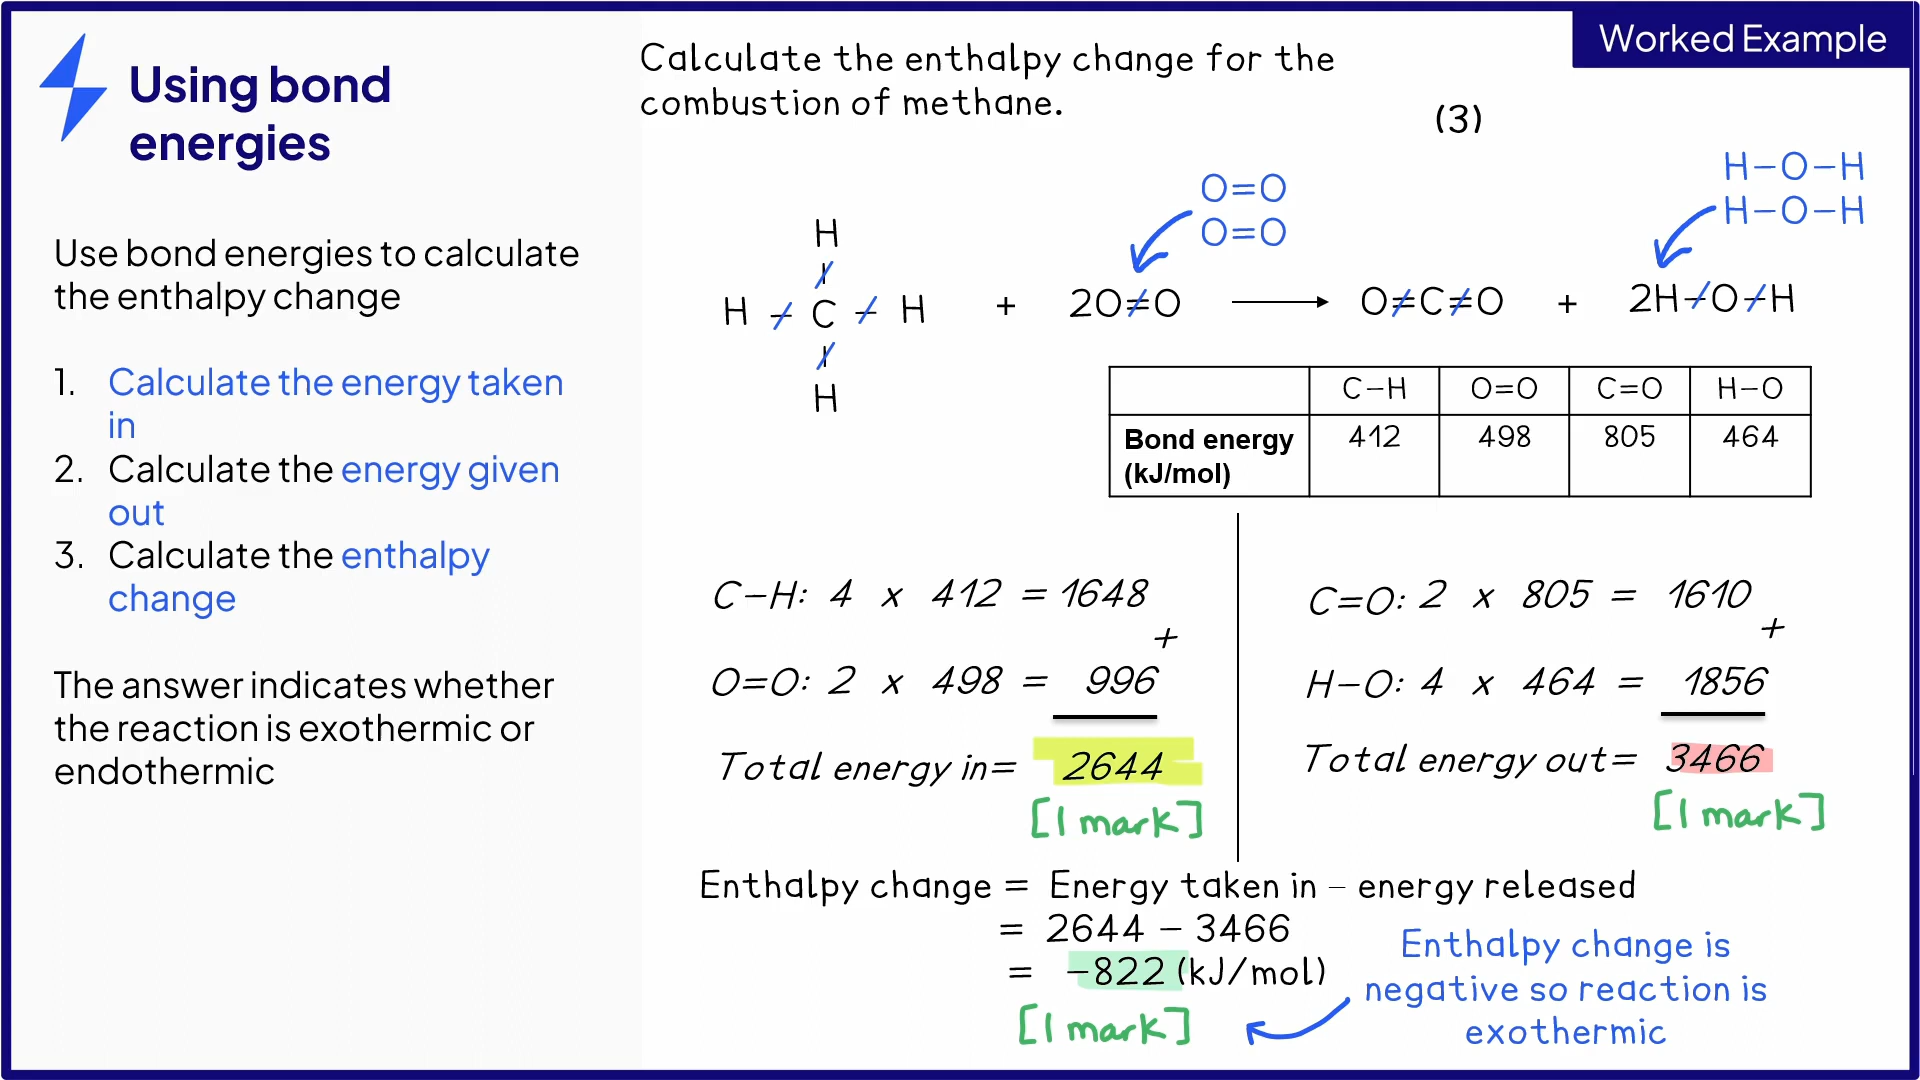 Worked Example
Using bond
energies
Use bond energies to calculate
the enthalpy change
1. Calculate the energy taken
in
2. Calculate the energy given
out
3. Calculate the enthalpy
change
The answer indicates whether
the reaction is exothermic or
endothermic
Calculate the enthalpy change for the
combustion of methane.
(3)
O=O
O=O
H–O–H
H–O–H
H
H – C – H + 2O=O → O=C=O + 2H–O–H
H
C–H O=O C=O H–O
Bond energy 412 498 805 464
(kJ/mol)
C–H: 4 x 412 = 1648
+
O=O: 2 x 498 = 996
Total energy in= 2644
[1 mark]
C=O: 2 x 805 = 1610
+
H–O: 4 x 464 = 1856
Total energy out= 3466
[1 mark]
Enthalpy change = Energy taken in – energy released
= 2644 – 3466
= –822 (kJ/mol)
[1 mark]
Enthalpy change is
negative so reaction is
exothermic